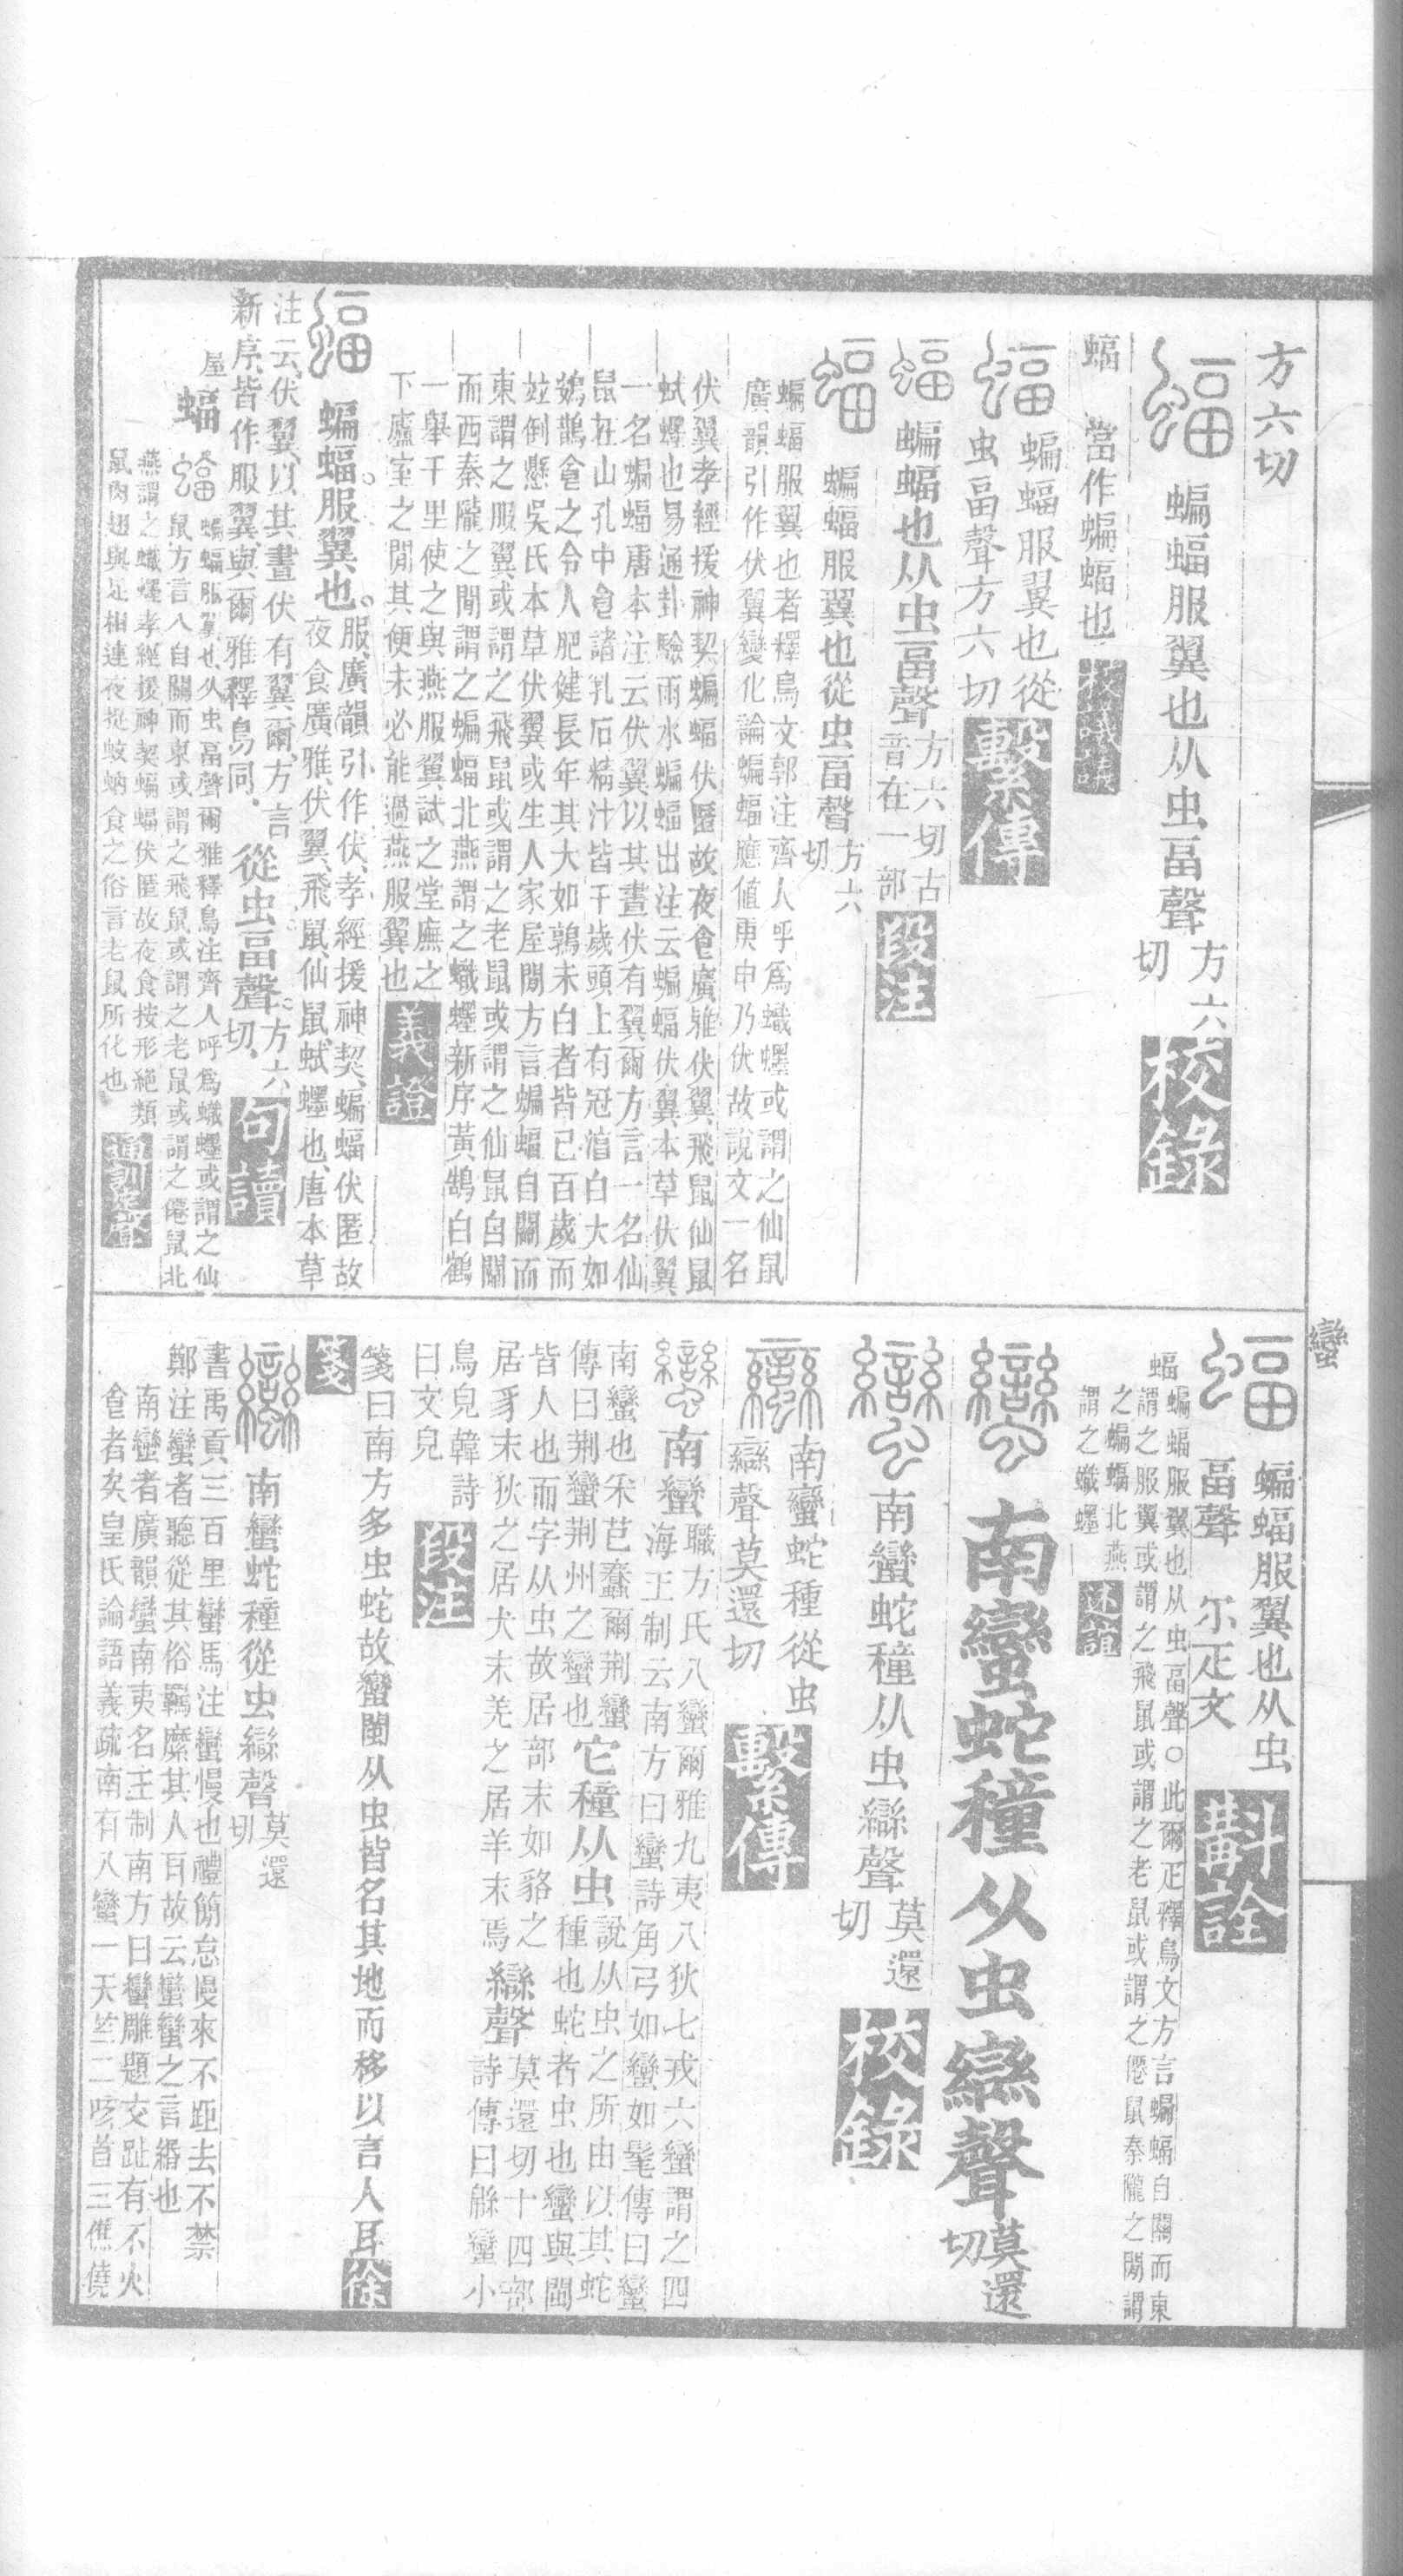 方六切
蝠 蝙蝠服翼也从虫畐聲方六切 校錄
蝠 當作蝙蝠也 校議議
蝠 蝙蝠服翼也從
虫畐聲方六切 繫傳
蝠 蝙蝠也从虫畐聲方六切古音在一部 段注
蝠 蝙蝠服翼也從虫畐聲方六切
蝙蝠服翼也者釋鳥文郭注齊人呼爲蟙䘃或謂之仙鼠
廣韻引作伏翼變化論蝙蝠應值庚申乃伏故說文一名
伏翼孝經援神契蝙蝠伏匿故夜食廣雅伏翼飛鼠仙鼠
䘃也易通卦驗雨水蝙蝠出注云蝙蝠伏翼本草伏翼
一名蝙蝠唐本注云伏翼以其晝伏有翼爾方言一名仙
鼠在山孔中食諸乳石精汁皆千歲頭上有冠淯白大如
鵲食之令人肥健長年其大如鶉未白者皆已百歲而
竝倒懸吳氏本草伏翼或生人家屋閒方言蝙蝠自關而
東謂之服翼或謂之飛鼠或謂之老鼠或謂之仙鼠自關
而西秦隴之閒謂之蝙蝠北燕謂之蟙䘃新序黃鵠白鶴
一舉千里使之與燕服翼試之堂廡之
下廬室之閒其便未必能過燕服翼也 義證
蝠 蝙蝠。服翼也。服、廣韻引作伏、孝經援神契、蝙蝠伏匿故
夜食廣雅、伏翼、飛鼠、仙鼠、䘃也、唐本草
注云、伏翼、以其晝伏有翼爾、方言
新序、皆作服翼與爾雅釋鳥同、從虫畐聲。方六切、 句讀
屋 蝠 蝠 蝙蝠服翼也从虫畐聲爾雅釋鳥注齊人呼爲蟙䘃或謂之仙
鼠方言八自關而東或謂之飛鼠或謂之老鼠或謂之僊鼠北
燕謂之蟙䘃孝經援神契蝙蝠伏匿故夜食按形絕類
鼠肉翅與足相連夜捉蚊蚋食之俗言老鼠所化也 通訓定聲
蝠 蝙蝠服翼也从虫
畐聲 尒疋文 斠詮
蝠 蝙蝠服翼也从虫畐聲○此爾疋釋鳥文方言蝙蝠自關而東
謂之服翼或謂之飛鼠或謂之老鼠或謂之僊鼠秦隴之閒謂
之蝙蝠北燕
謂之蟙䘃 述誼
蠻 南蠻蛇穜从虫䜌聲莫還切
蠻 南蠻蛇穜从虫䜌聲莫還切 校錄
蠻 南蠻蛇種從虫
䜌聲莫還切 繫傳
蠻 南蠻職方氏八蠻爾雅九夷八狄七戎六蠻謂之四
海王制云南方曰蠻詩角弓如蠻如髦傳曰蠻
南蠻也采芑蠢爾荆蠻
傳曰荆蠻荆州之蠻也它穜从虫說从虫之所由以其蛇
種也蛇者虫也蠻與閩
皆人也而字从虫故居部末如貉之
居豸末狄之居犬末羌之居羊末焉䜌聲莫還切十四部
詩傳曰緜蠻小
鳥皃韓詩
曰文皃 段注
箋曰南方多虫蛇故蠻閩从虫皆名其地而移以言人耳 徐
箋
蠻 南蠻蛇種從虫䜌聲莫還切
書禹貢三百里蠻馬注蠻慢也禮簡怠慢來不距去不禁
鄭注蠻者聽從其俗羈縻其人百故云蠻蠻之言緡也
南蠻者廣韻蠻南夷名王制南方曰蠻雕題交趾有不火
食者矣皇氏論語義疏南有八蠻一天竺二咳首三僬僥
蠻